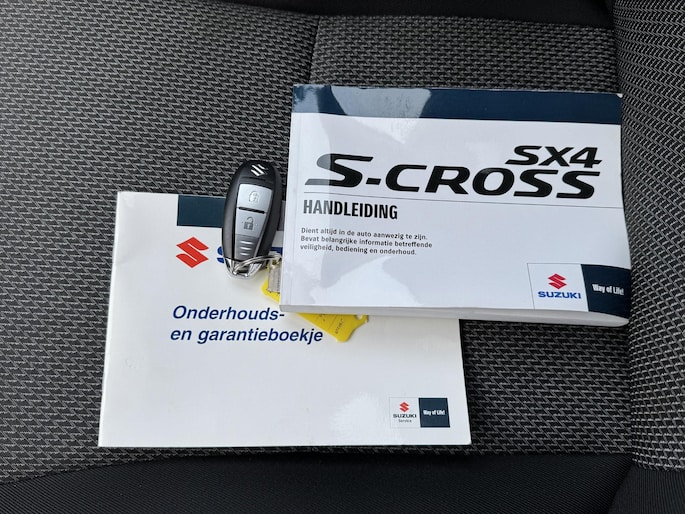 SX4
S-CROSS
HANDLEIDING
Dient altijd in de auto aanwezig te zijn.
Bevat belangrijke informatie betreffende
veiligheid, bediening en onderhoud.
SUZUKI
Way of Life!
Onderhouds-
en garantieboekje
SUZUKI
Service
Way of Life!